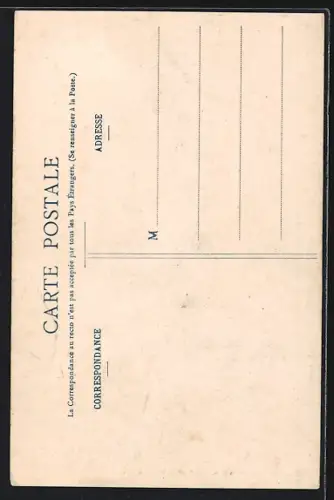 CARTE POSTALE
La Correspondance au recto n'est pas acceptée par tous les Pays Étrangers. (Se renseigner à la Poste.)
CORRESPONDANCE
ADRESSE
M